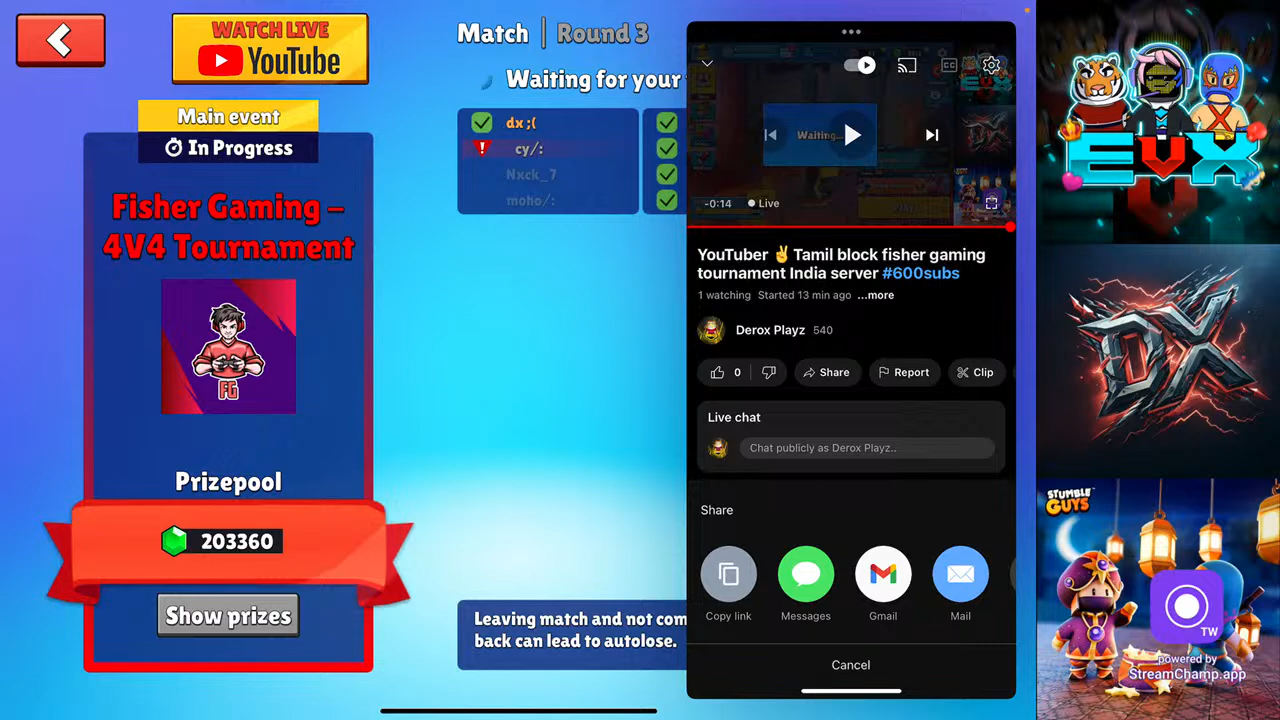 WATCH LIVE
YouTube
Main event
In Progress
Fisher Gaming –
4V4 Tournament
FG
Prizepool
203360
Show prizes
Match | Round 3
Waiting for your
dx ;(
cy/:
Nxck_7
moho/:
Leaving match and not com
back can lead to autolose.
Waiting...
CC
-0:14
Live
YouTuber ✌ Tamil block fisher gaming
tournament India server #600subs
1 watching Started 13 min ago ...more
Derox Playz 540
0
Share
Report
Clip
Live chat
Chat publicly as Derox Playz..
Share
Copy link
Messages
Gmail
Mail
Cancel
EVX
DX
STUMBLE
GUYS
TW
powered by
StreamChamp.app